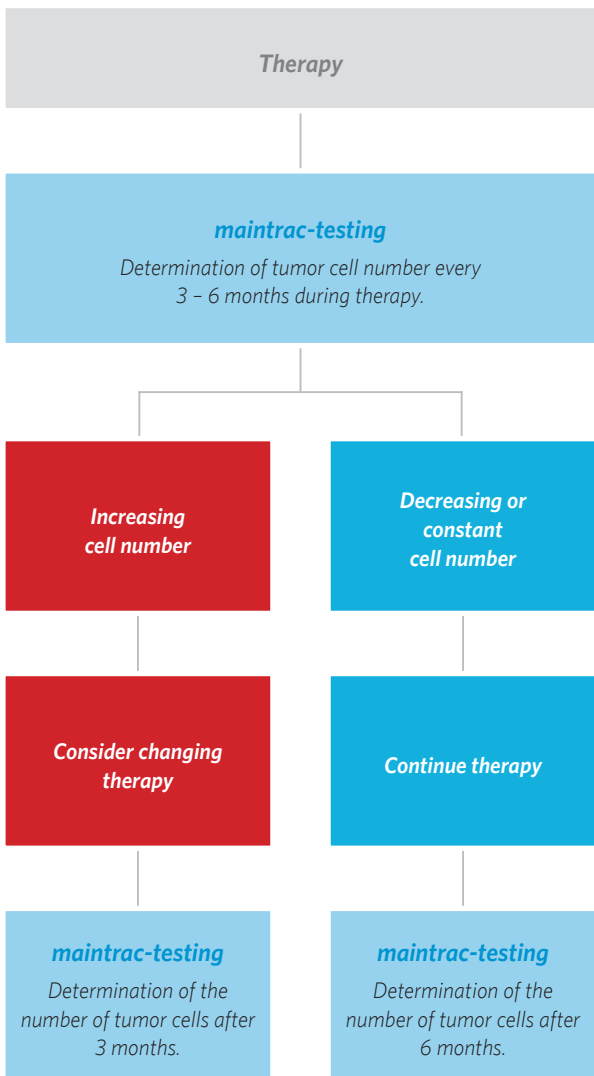 Therapy
maintrac-testing
Determination of tumor cell number every
3 – 6 months during therapy.
Increasing
cell number
Decreasing or
constant
cell number
Consider changing
therapy
Continue therapy
maintrac-testing
Determination of the
number of tumor cells after
3 months.
maintrac-testing
Determination of the
number of tumor cells after
6 months.